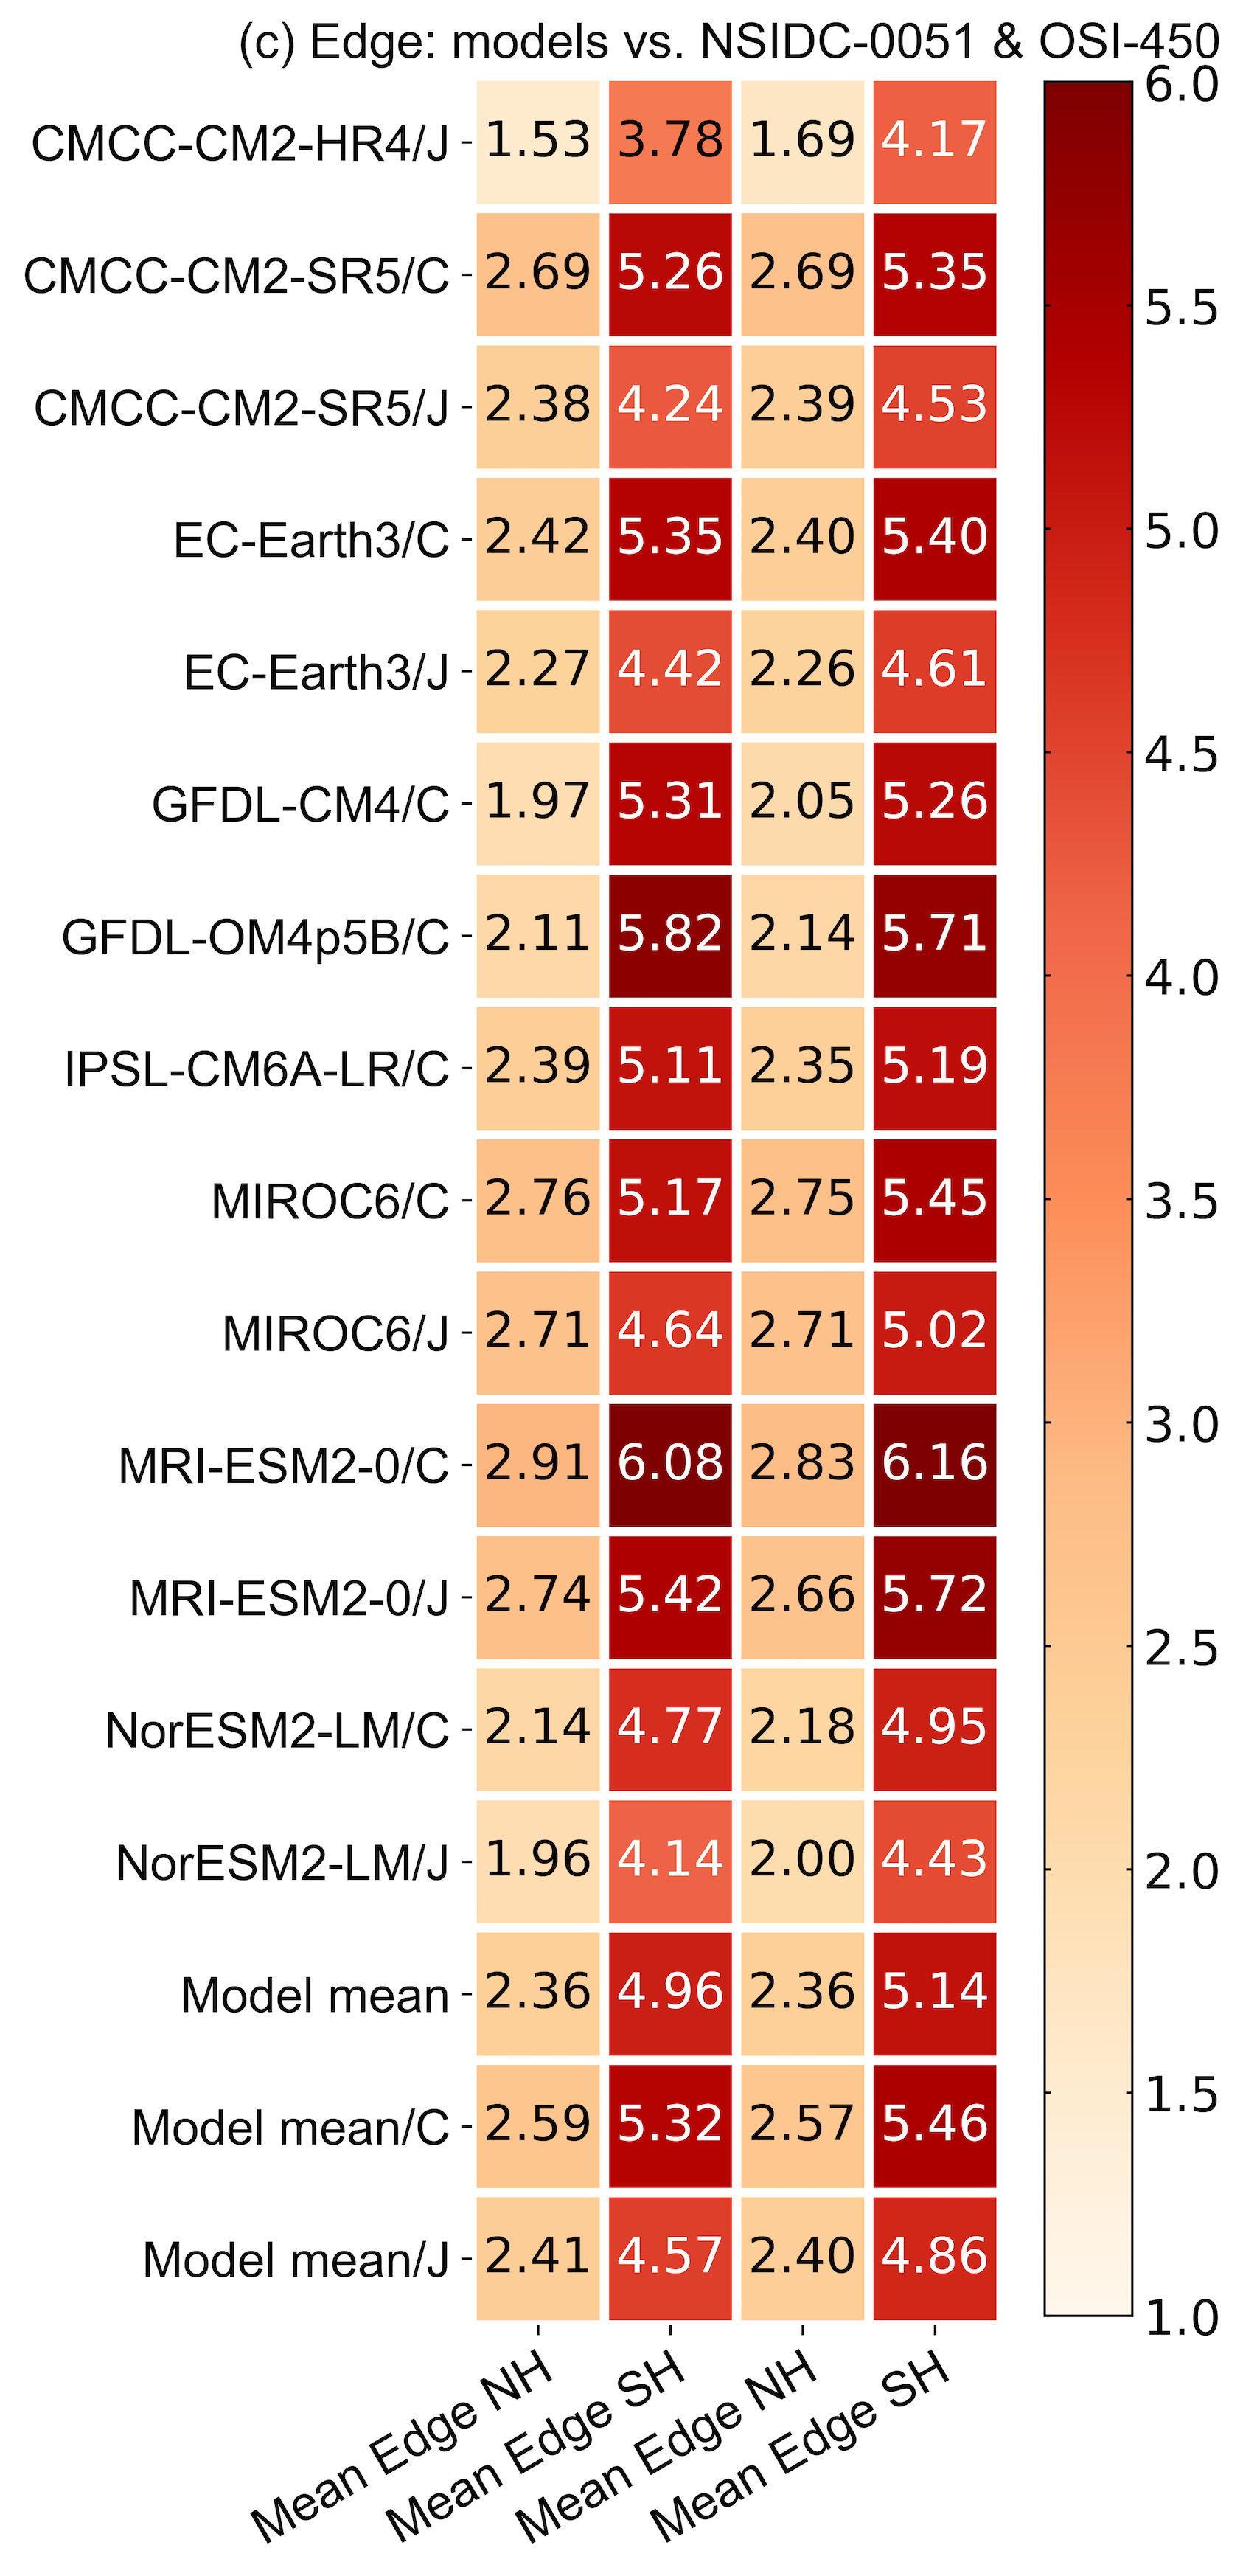 (c) Edge: models vs. NSIDC-0051 & OSI-450
CMCC-CM2-HR4/J 1.53 3.78 1.69 4.17
CMCC-CM2-SR5/C 2.69 5.26 2.69 5.35
CMCC-CM2-SR5/J 2.38 4.24 2.39 4.53
EC-Earth3/C 2.42 5.35 2.40 5.40
EC-Earth3/J 2.27 4.42 2.26 4.61
GFDL-CM4/C 1.97 5.31 2.05 5.26
GFDL-OM4p5B/C 2.11 5.82 2.14 5.71
IPSL-CM6A-LR/C 2.39 5.11 2.35 5.19
MIROC6/C 2.76 5.17 2.75 5.45
MIROC6/J 2.71 4.64 2.71 5.02
MRI-ESM2-0/C 2.91 6.08 2.83 6.16
MRI-ESM2-0/J 2.74 5.42 2.66 5.72
NorESM2-LM/C 2.14 4.77 2.18 4.95
NorESM2-LM/J 1.96 4.14 2.00 4.43
Model mean 2.36 4.96 2.36 5.14
Model mean/C 2.59 5.32 2.57 5.46
Model mean/J 2.41 4.57 2.40 4.86
Mean Edge NH
Mean Edge SH
Mean Edge NH
Mean Edge SH
6.0
5.5
5.0
4.5
4.0
3.5
3.0
2.5
2.0
1.5
1.0